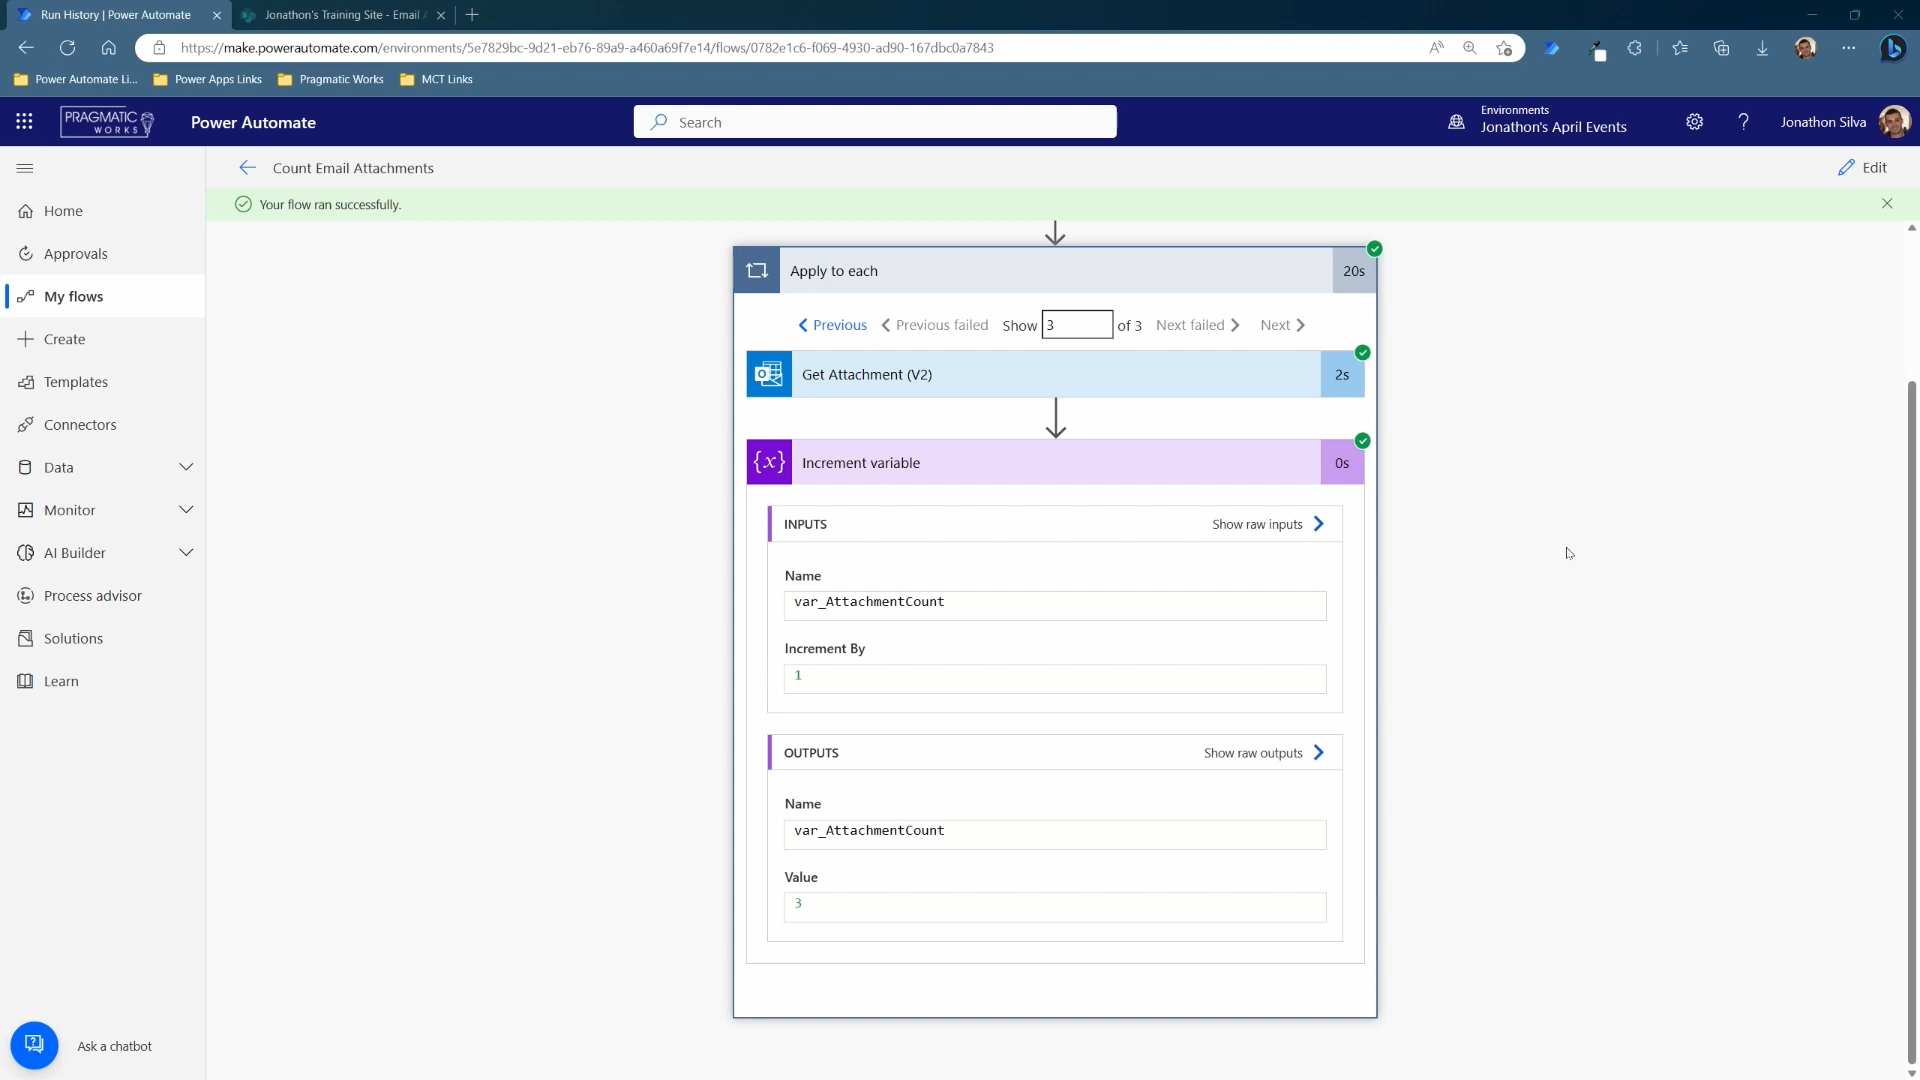 Run History | Power Automate
Jonathon's Training Site - Email
https://make.powerautomate.com/environments/5e7829bc-9d21-eb76-89a9-a460a69f7e14/flows/0782e1c6-f069-4930-ad90-167dbc0a7843
Power Automate Li...
Power Apps Links
Pragmatic Works
MCT Links
PRAGMATIC WORKS
Power Automate
Search
Environments
Jonathon's April Events
Jonathon Silva
Count Email Attachments
Edit
Your flow ran successfully.
Home
Approvals
My flows
Create
Templates
Connectors
Data
Monitor
AI Builder
Process advisor
Solutions
Learn
Ask a chatbot
Apply to each
20s
Previous
Previous failed
Show 3 of 3
Next failed
Next
Get Attachment (V2)
2s
{x}
Increment variable
0s
INPUTS
Show raw inputs
Name
var_AttachmentCount
Increment By
1
OUTPUTS
Show raw outputs
Name
var_AttachmentCount
Value
3